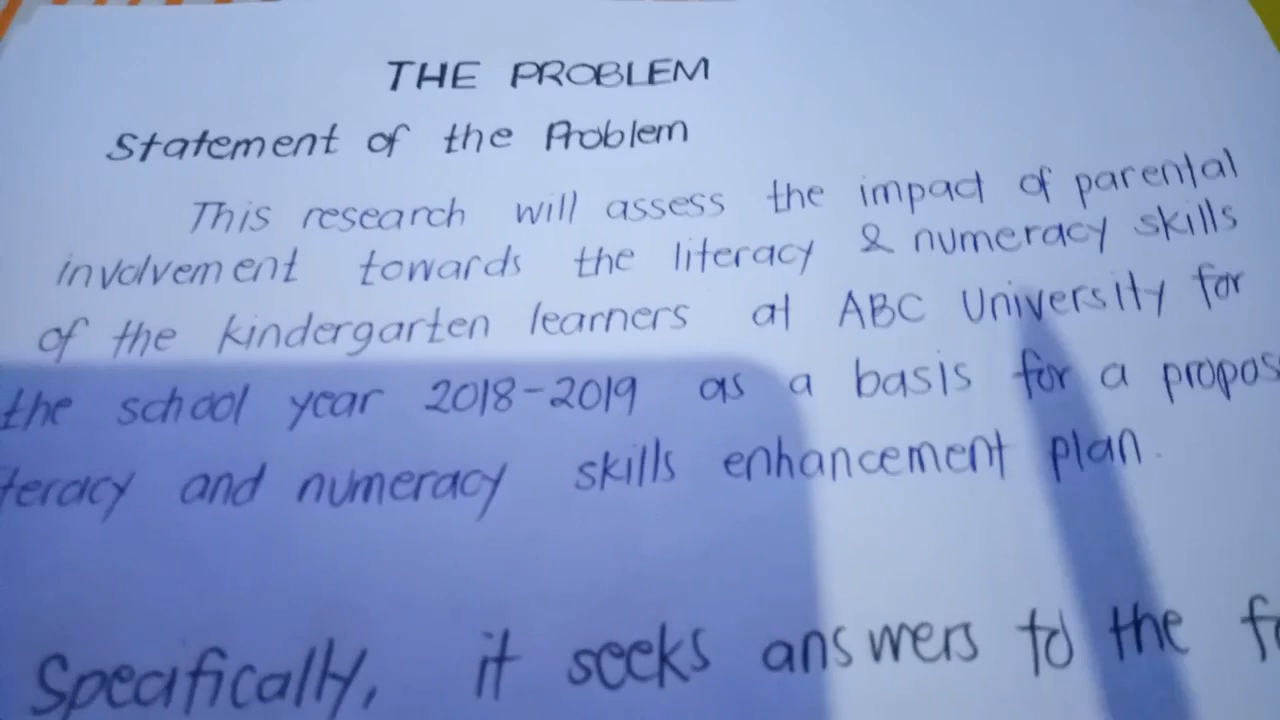 THE PROBLEM
Statement of the Problem
This research will assess the impact of parental
involvement towards the literacy & numeracy skills
of the kindergarten learners at ABC University for
the school year 2018-2019 as a basis for a propos
teracy and numeracy skills enhancement plan.
Specifically, it seeks answers to the f